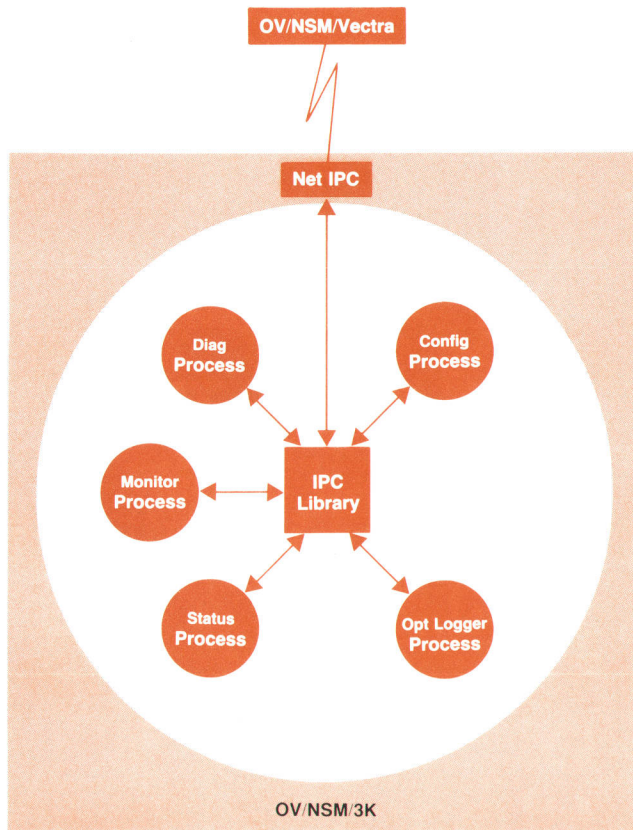 OV/NSM/Vectra
Net IPC
Diag
Process
Config
Process
Monitor
Process
IPC
Library
Status
Process
Opt Logger
Process
OV/NSM/3K